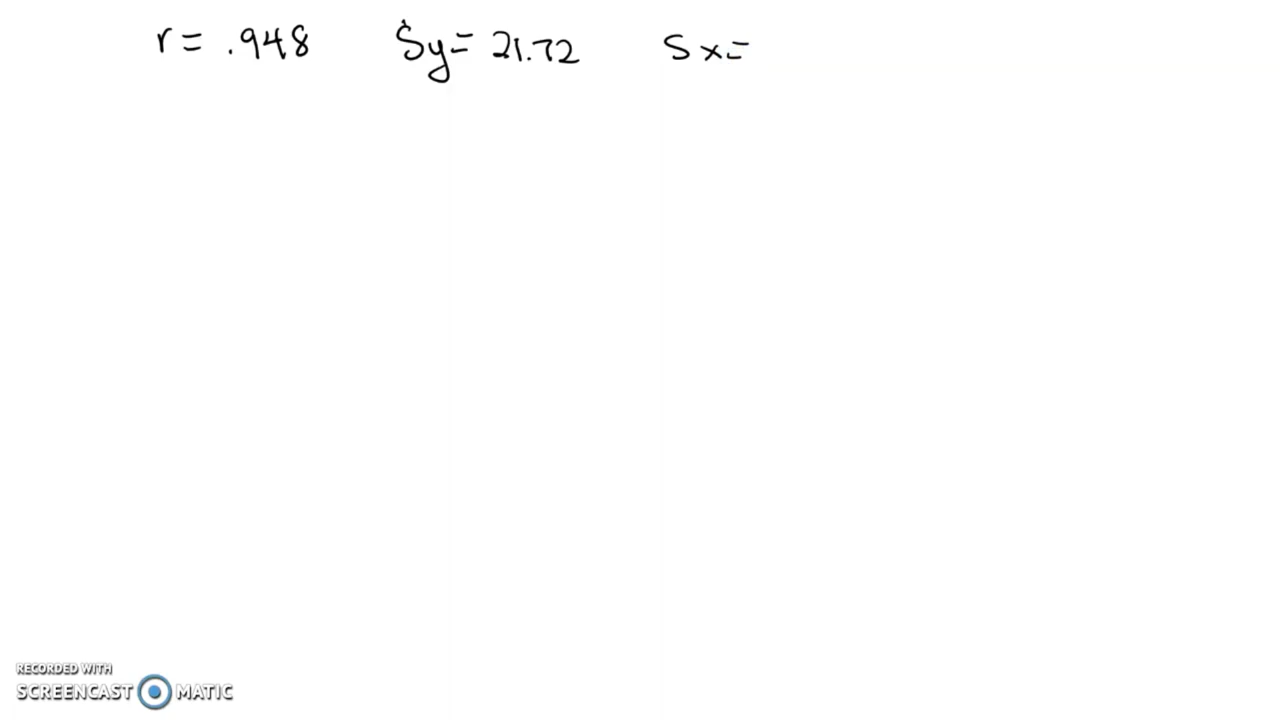 r = .948 Sy = 21.72 Sx =
RECORDED WITH
SCREENCAST MATIC